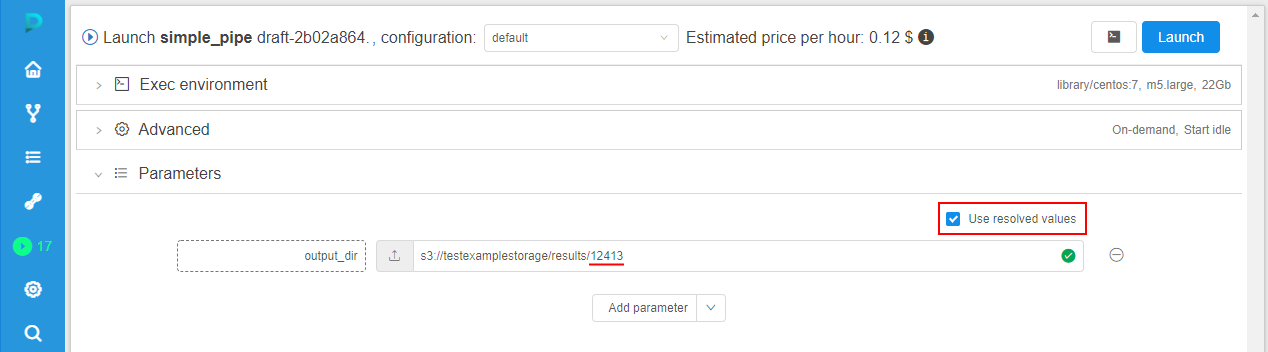 Launch simple_pipe draft-2b02a864. , configuration: default Estimated price per hour: 0.12 $ Launch
Exec environment library/centos:7, m5.large, 22Gb
Advanced On-demand, Start idle
Parameters
Use resolved values
17
output_dir s3://testexamplestorage/results/12413
Add parameter